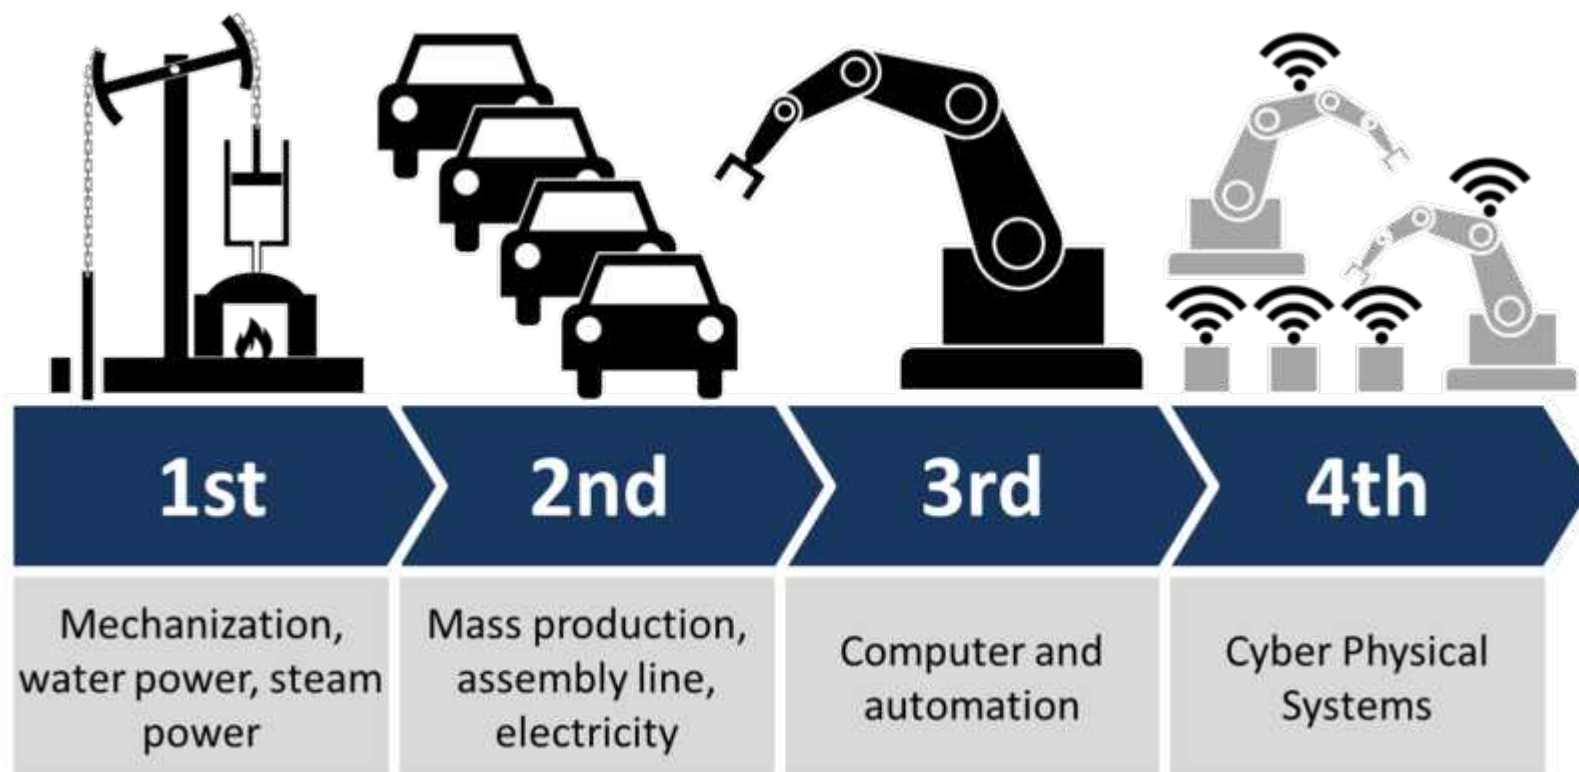 1st
2nd
3rd
4th
Mechanization,
water power, steam
power
Mass production,
assembly line,
electricity
Computer and
automation
Cyber Physical
Systems